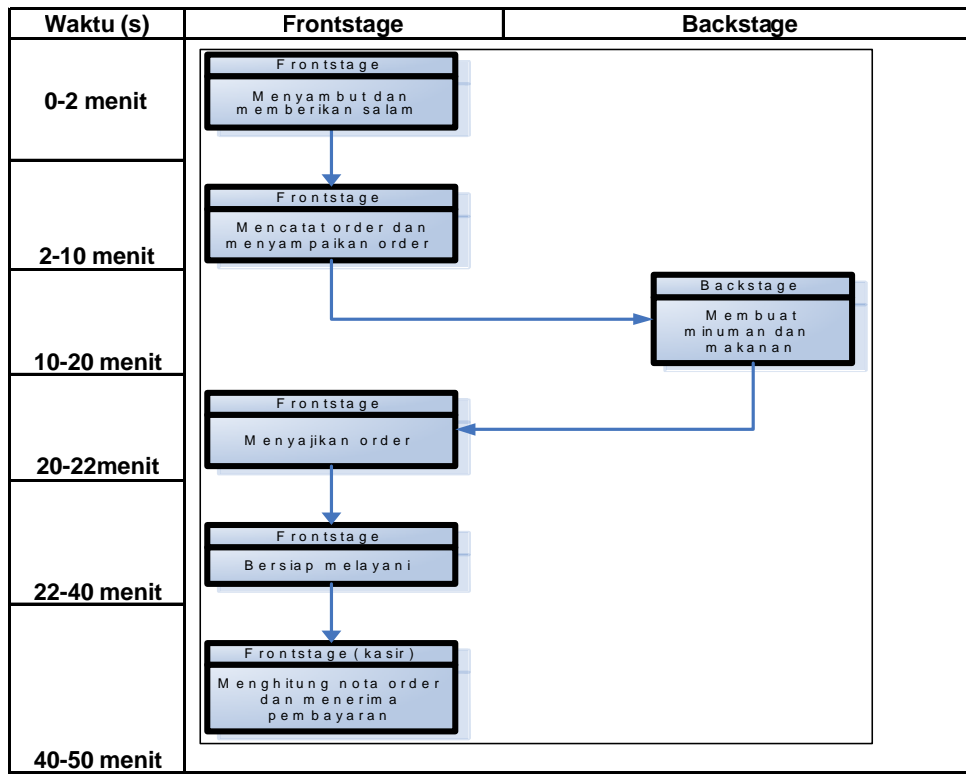 Waktu (s) Frontstage Backstage
0-2 menit
Frontstage
Menyambut dan
memberikan salam
2-10 menit
Frontstage
Mencatat order dan
menyampaikan order
10-20 menit
Backstage
Membuat
minuman dan
makanan
20-22menit
Frontstage
Menyajikan order
22-40 menit
Frontstage
Bersiap melayani
40-50 menit
Frontstage (kasir)
Menghitung nota order
dan menerima
pembayaran